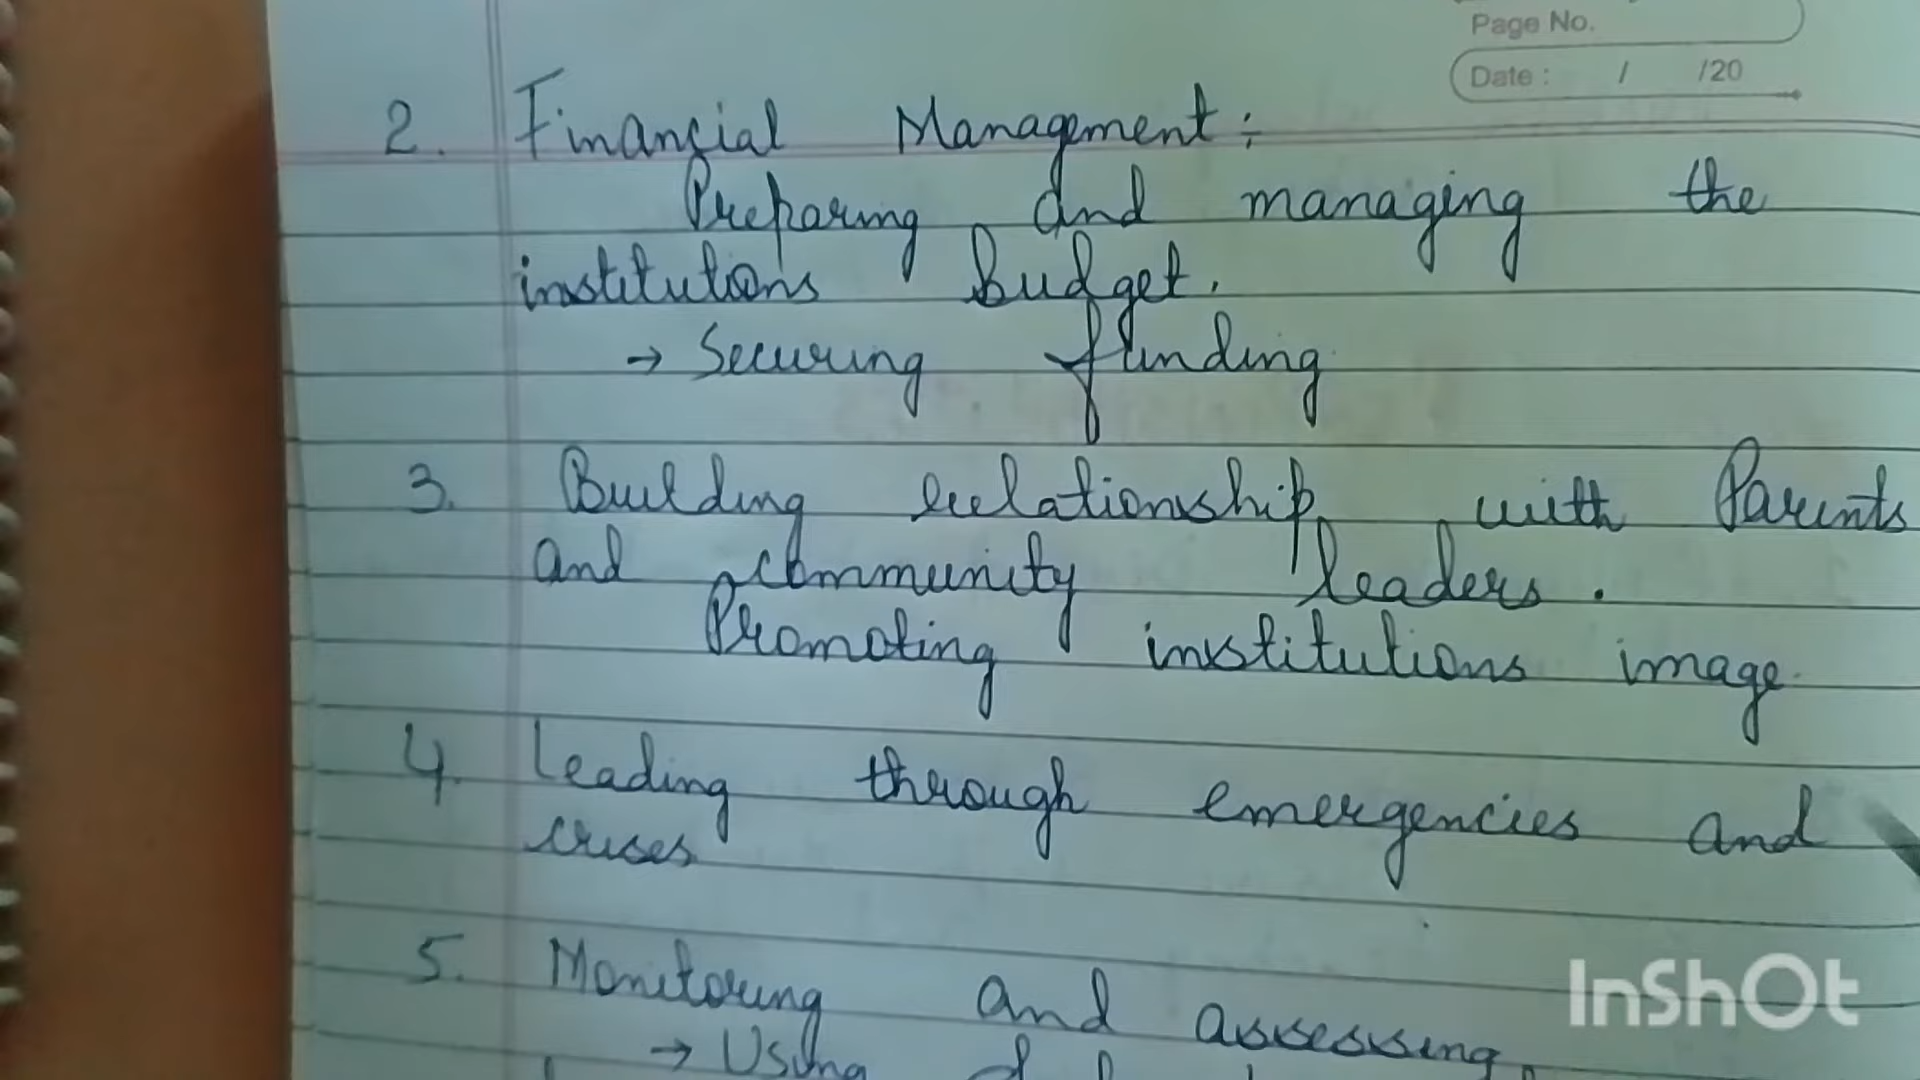 Page No.
Date : / /20
2. Financial Management :
Preparing and managing the
institutions budget.
→ Securing funding
3. Building relationship with Parents
and community leaders.
Promoting institutions image.
4. Leading through emergencies and
crises
5. Monitoring and assessing
→ Using
InShOt